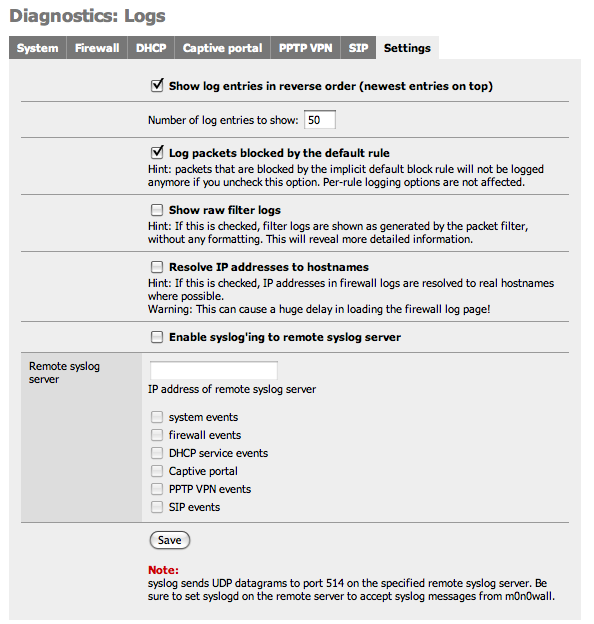 Diagnostics: Logs
System Firewall DHCP Captive portal PPTP VPN SIP Settings
Show log entries in reverse order (newest entries on top)
Number of log entries to show: 50
Log packets blocked by the default rule
Hint: packets that are blocked by the implicit default block rule will not be logged
anymore if you uncheck this option. Per-rule logging options are not affected.
Show raw filter logs
Hint: If this is checked, filter logs are shown as generated by the packet filter,
without any formatting. This will reveal more detailed information.
Resolve IP addresses to hostnames
Hint: If this is checked, IP addresses in firewall logs are resolved to real hostnames
where possible.
Warning: This can cause a huge delay in loading the firewall log page!
Enable syslog'ing to remote syslog server
Remote syslog
server
IP address of remote syslog server
system events
firewall events
DHCP service events
Captive portal
PPTP VPN events
SIP events
Save
Note:
syslog sends UDP datagrams to port 514 on the specified remote syslog server. Be
sure to set syslogd on the remote server to accept syslog messages from m0n0wall.